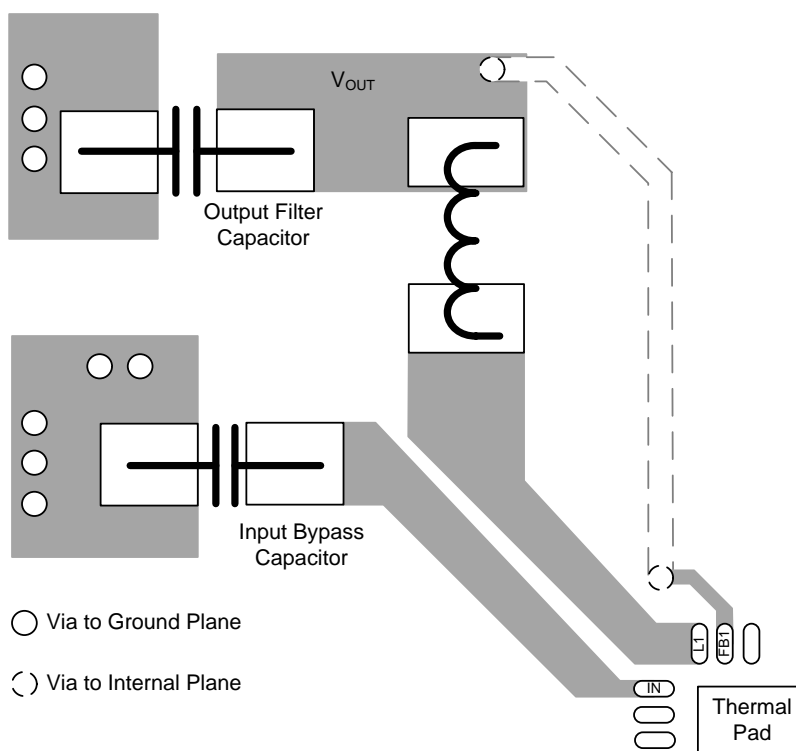 VOUT
Output Filter
Capacitor
Input Bypass
Capacitor
Via to Ground Plane
Via to Internal Plane
L1
FB1
IN
Thermal
Pad